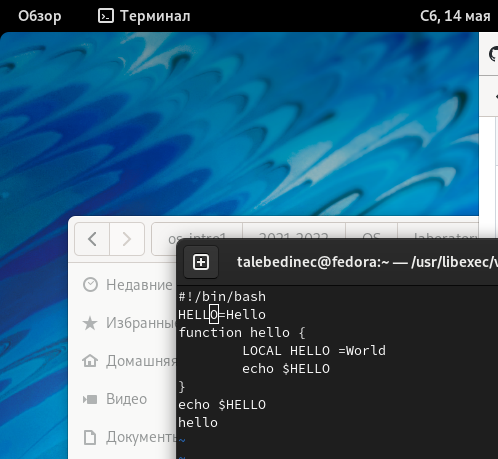 Обзор Терминал Сб, 14 мая
os-intro1 2021-2022 OS
Недавние
Избранны
Домашняя
Видео
Документ
talebedinec@fedora:~ — /usr/libexec/v
#!/bin/bash
HELLO=Hello
function hello {
LOCAL HELLO =World
echo $HELLO
}
echo $HELLO
hello
~
~